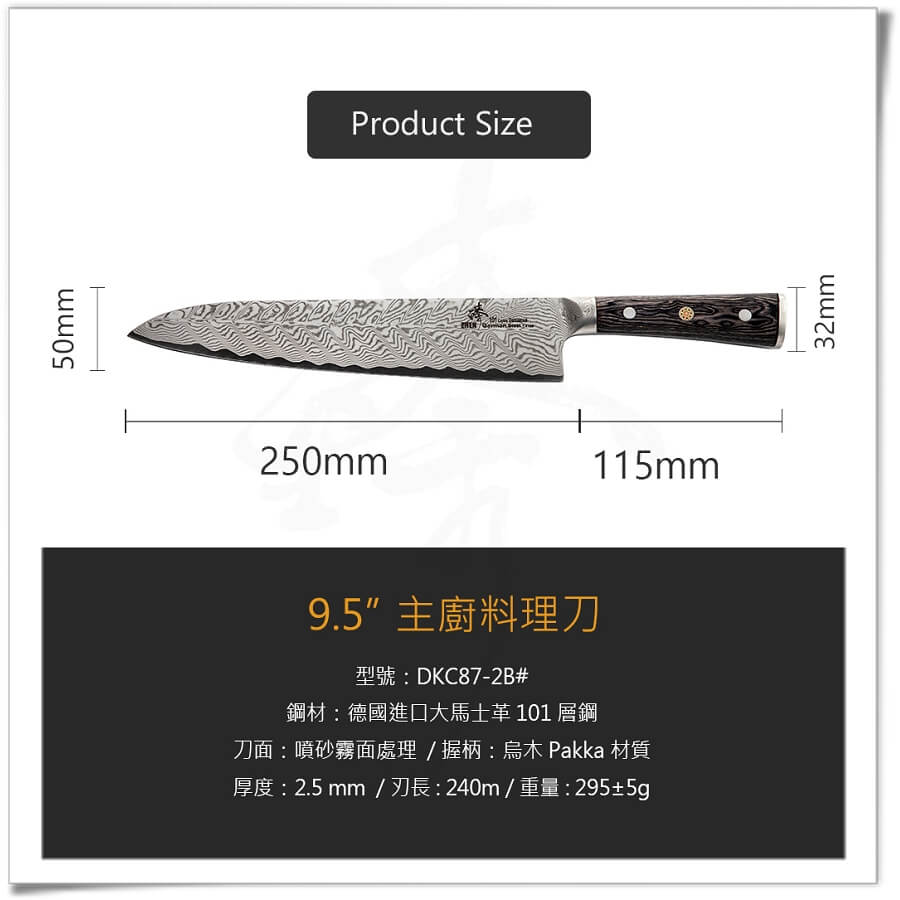 Product Size
50mm
32mm
101 Layer Damascus
250mm
115mm
9.5" 主廚料理刀
型號：DKC87-2B#
鋼材：德國進口大馬士革 101 層鋼
刀面：噴砂霧面處理 / 握柄：烏木 Pakka 材質
厚度：2.5 mm / 刃長 : 240m / 重量 : 295±5g